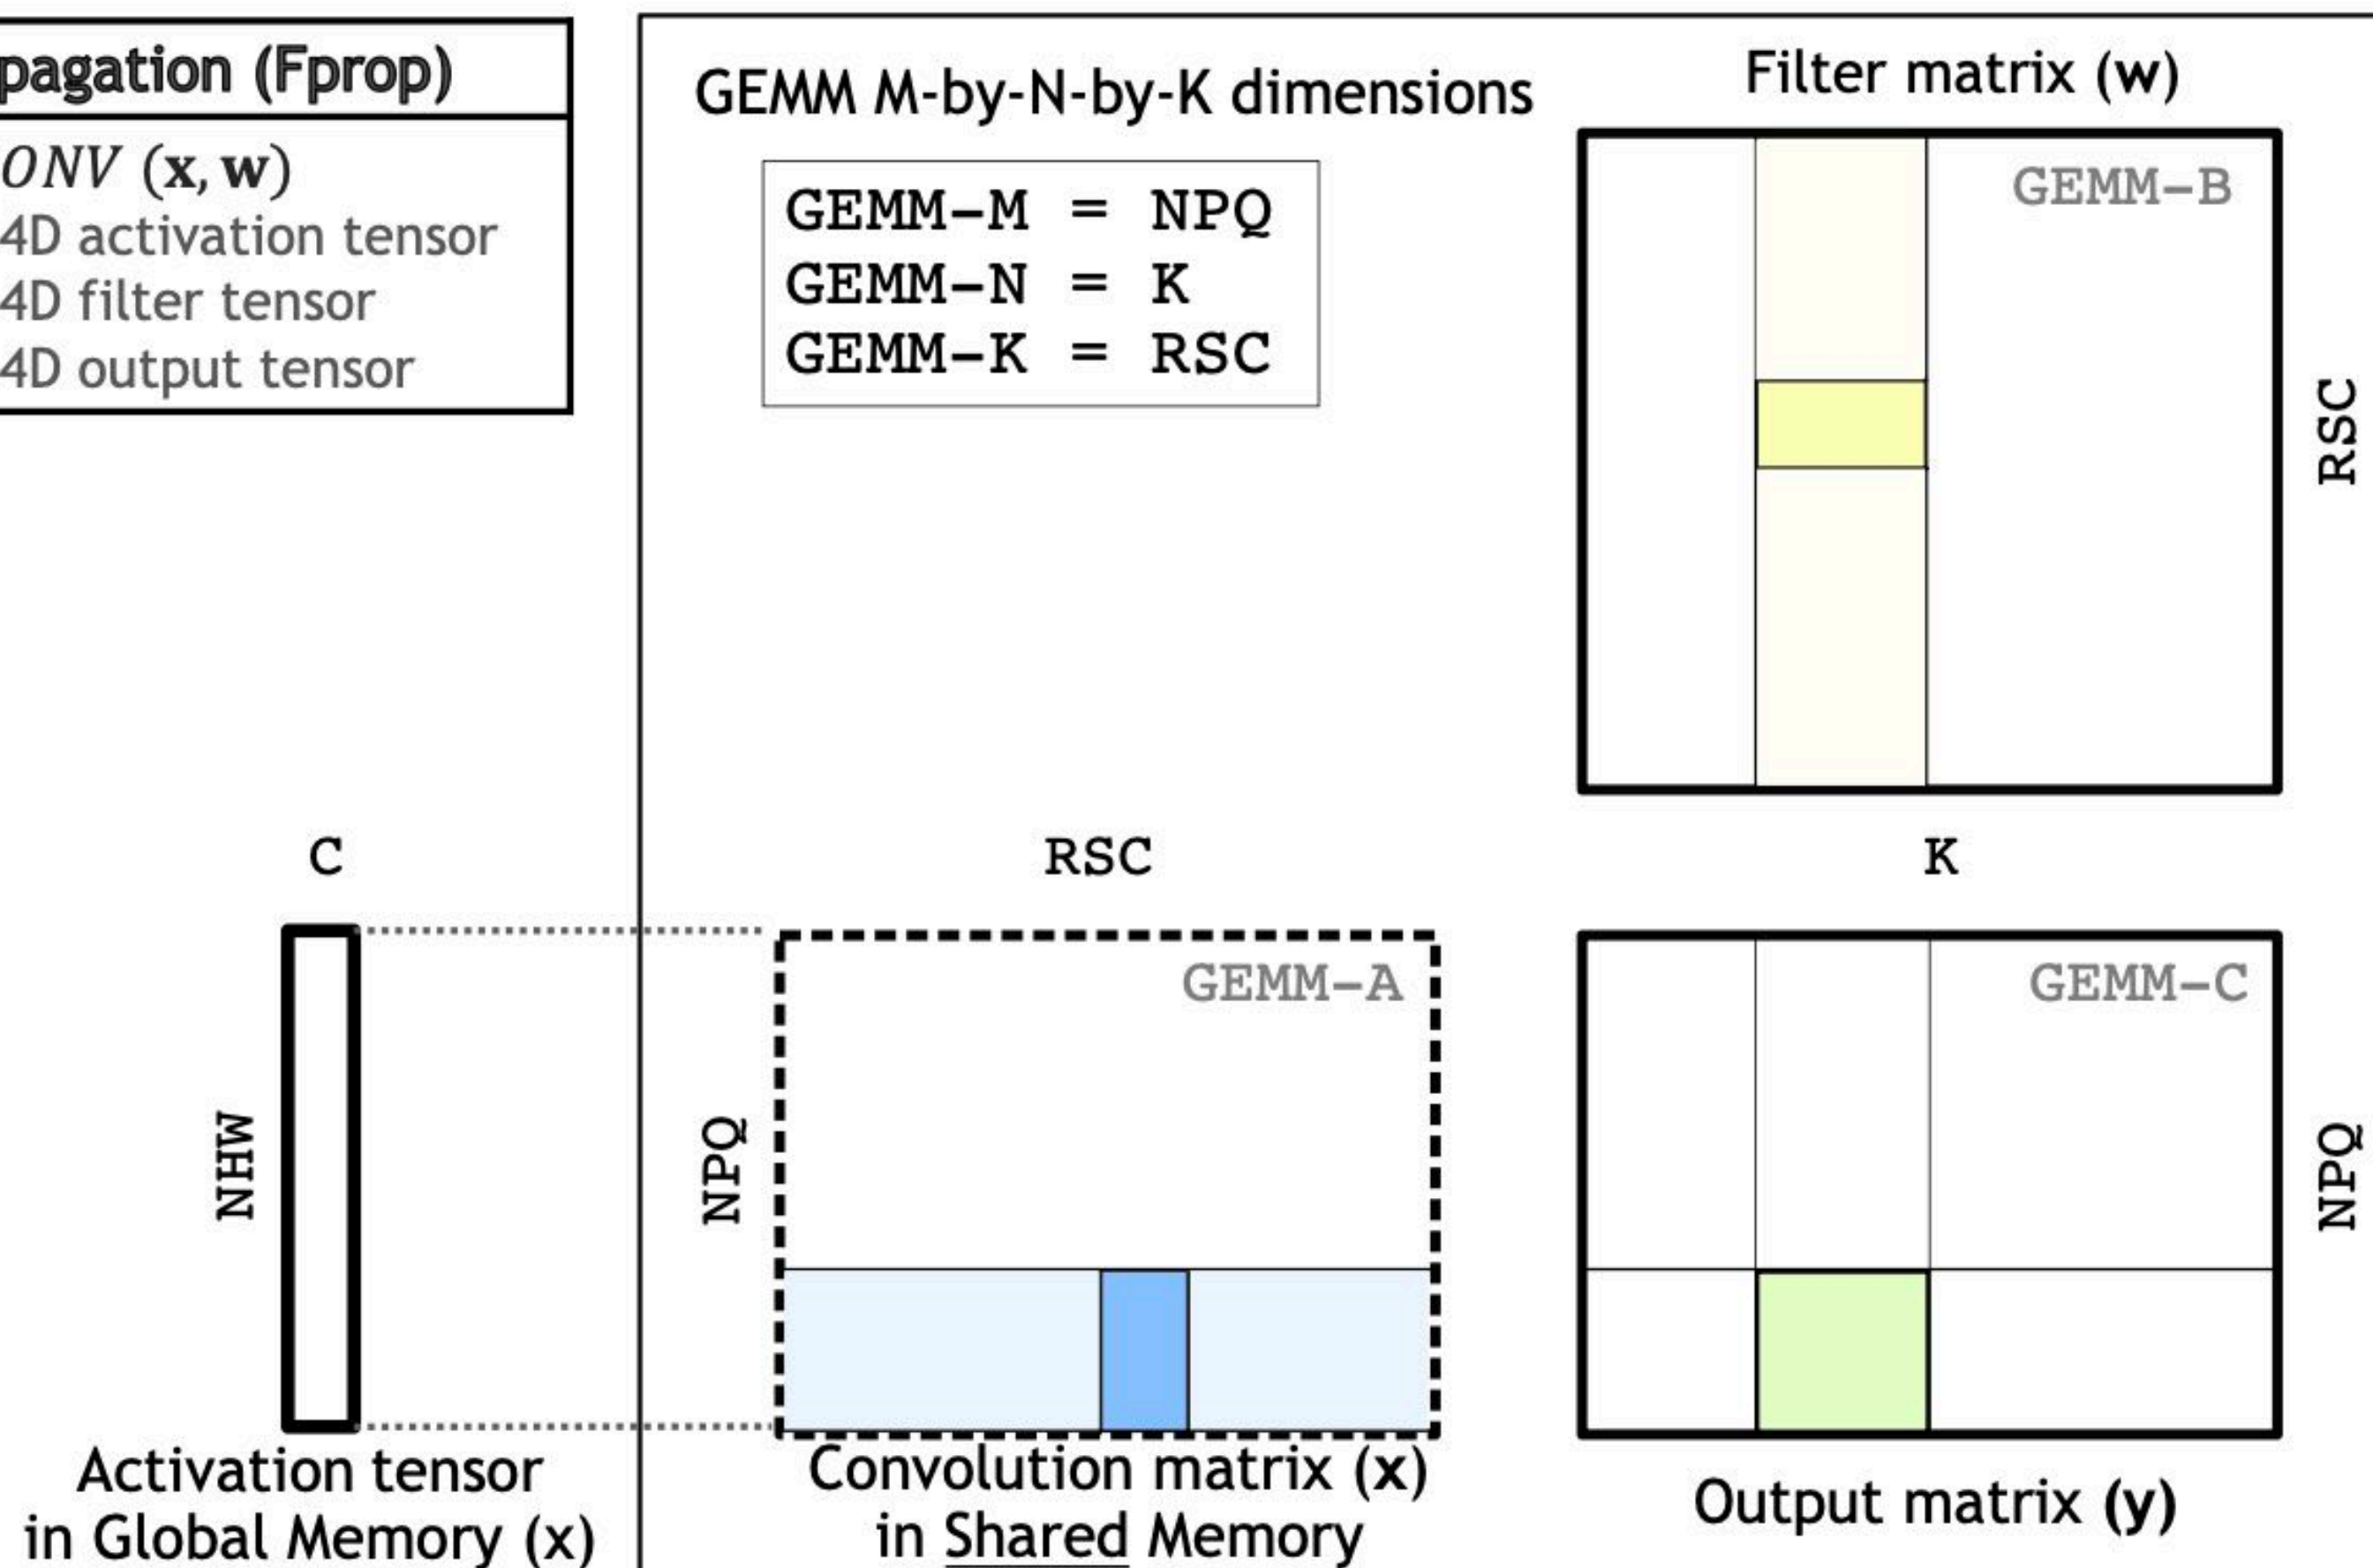 pagation (Fprop)
ONV (x, w)
4D activation tensor
4D filter tensor
4D output tensor
GEMM M-by-N-by-K dimensions
GEMM-M = NPQ
GEMM-N = K
GEMM-K = RSC
Filter matrix (w)
GEMM-B
RSC
C
RSC
K
NHW
NPQ
GEMM-A
GEMM-C
NPQ
Activation tensor
in Global Memory (x)
Convolution matrix (x)
in Shared Memory
Output matrix (y)